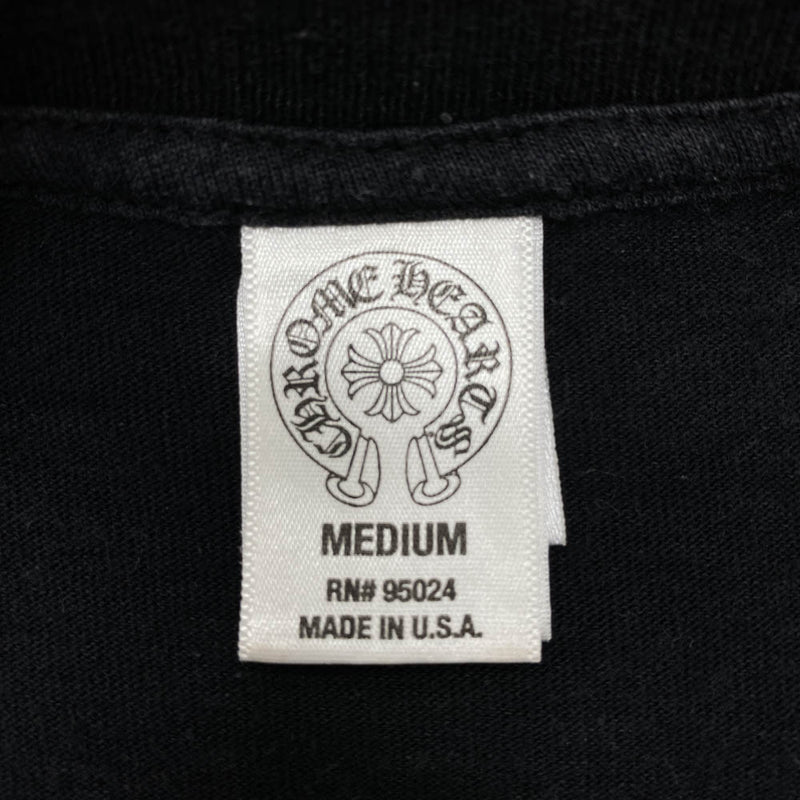 CHROME HEARTS
MEDIUM
RN# 95024
MADE IN U.S.A.